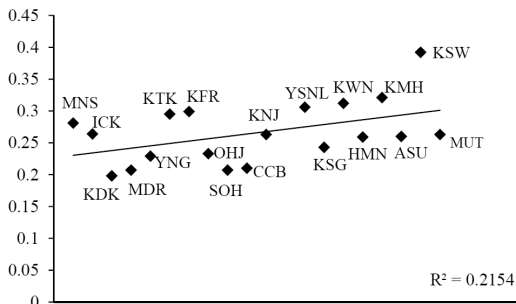 0.45
0.4
0.35
0.3
0.25
0.2
0.15
0.1
0.05
0
MNS
ICK
KDK
MDR
YNG
KTK
KFR
OHJ
SOH
CCB
KNJ
YSNL
KSG
KWN
HMN
KMH
ASU
KSW
MUT
R² = 0.2154